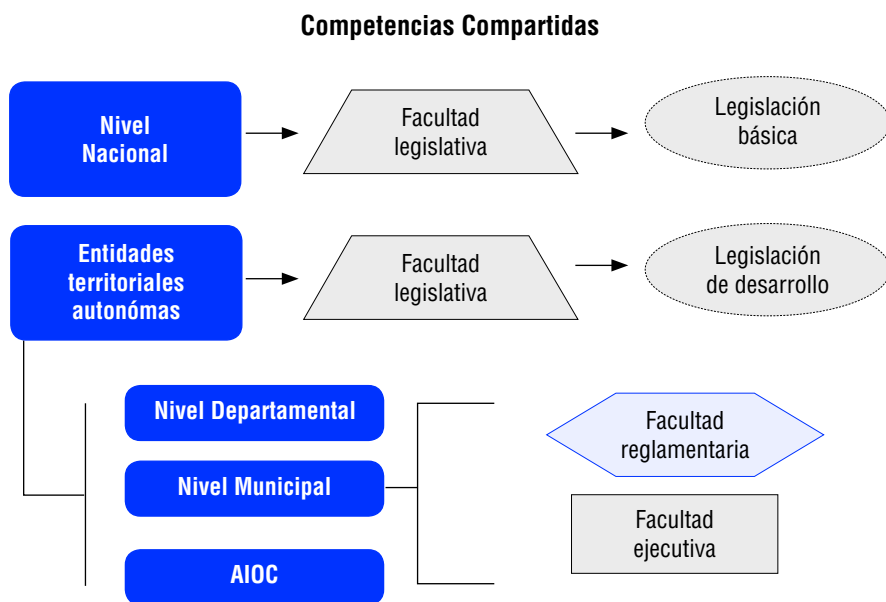 Competencias Compartidas
Nivel
Nacional
Facultad
legislativa
Legislación
básica
Entidades
territoriales
autonómas
Facultad
legislativa
Legislación
de desarrollo
Nivel Departamental
Nivel Municipal
AIOC
Facultad
reglamentaria
Facultad
ejecutiva